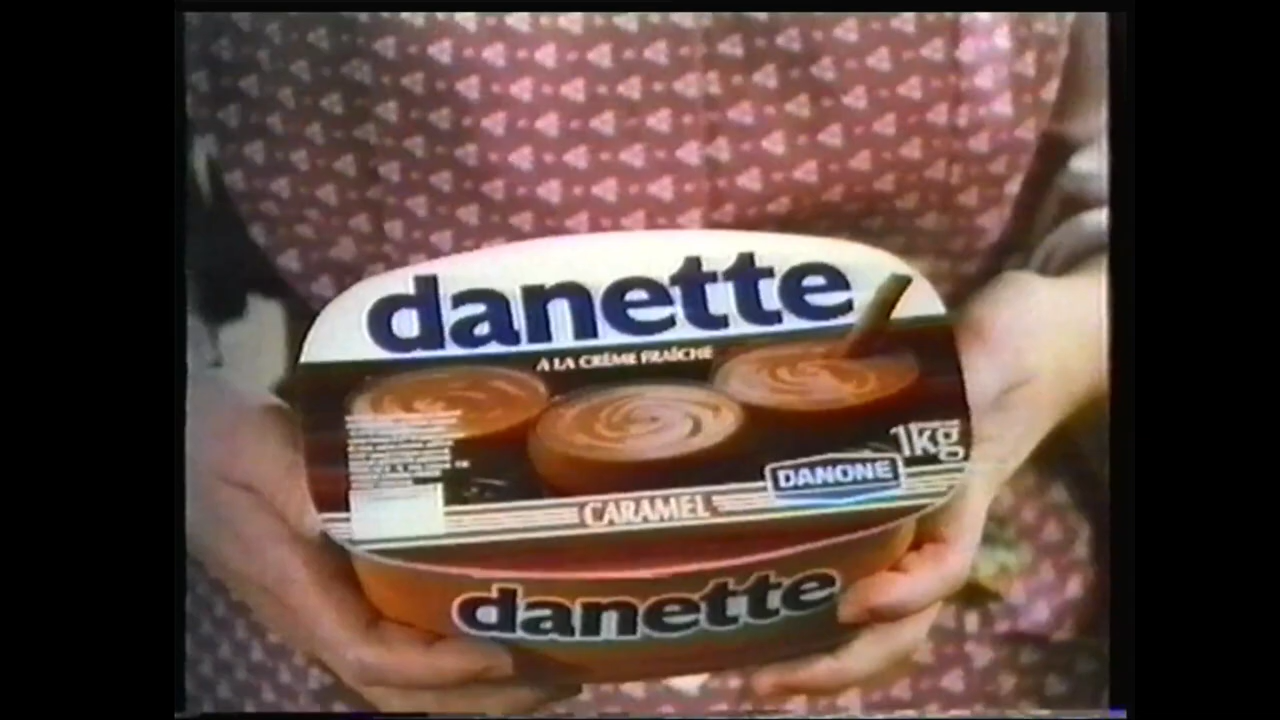 danette
A LA CRÈME FRAÎCHE
1kg
DANONE
CARAMEL
danette